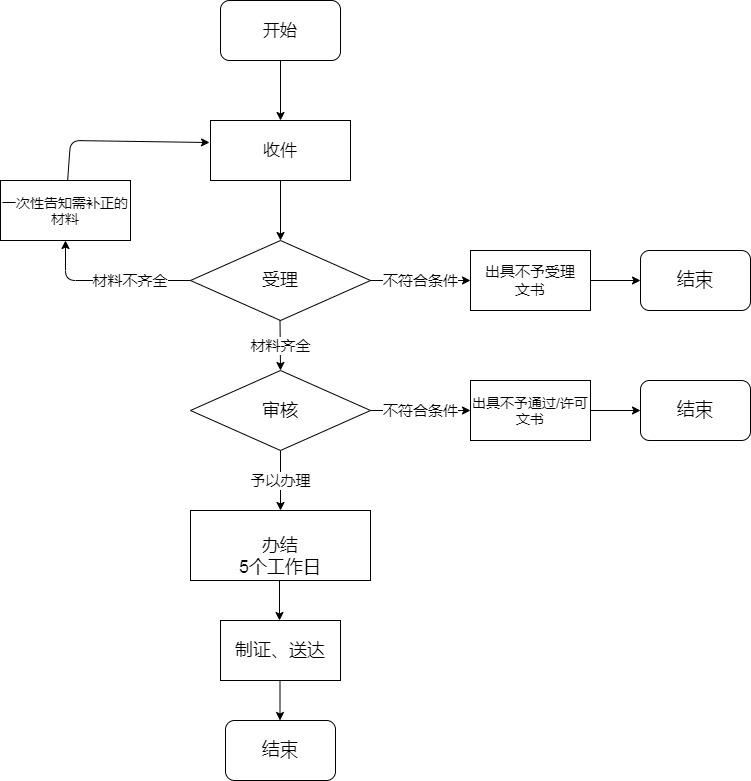 开始
收件
一次性告知需补正的
材料
材料不齐全
受理
不符合条件
出具不予受理
文书
结束
材料齐全
审核
不符合条件
出具不予通过/许可
文书
结束
予以办理
办结
5个工作日
制证、送达
结束